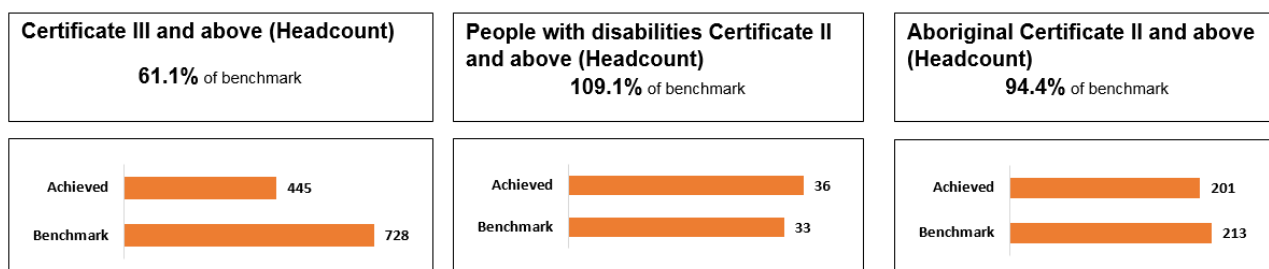 Certificate III and above (Headcount)
61.1% of benchmark
People with disabilities Certificate II
and above (Headcount)
109.1% of benchmark
Aboriginal Certificate II and above
(Headcount)
94.4% of benchmark
Achieved 445
Benchmark 728
Achieved 36
Benchmark 33
Achieved 201
Benchmark 213